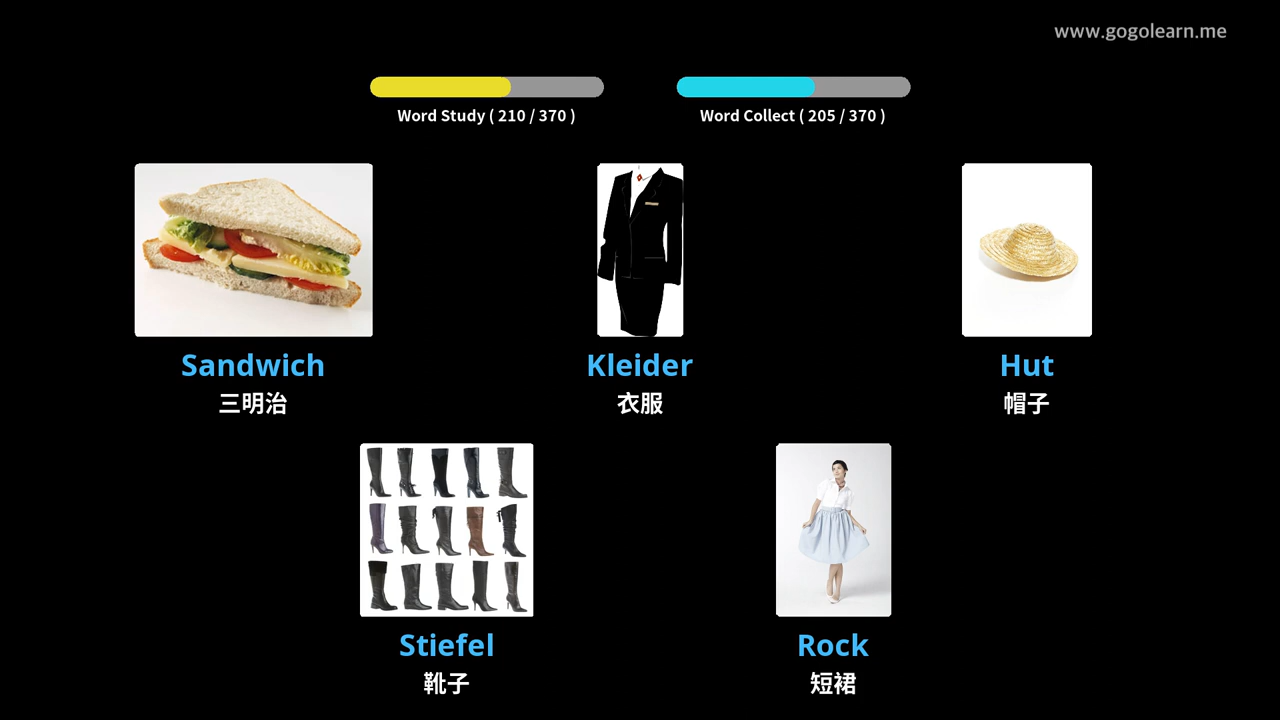 www.gogolearn.me
Word Study ( 210 / 370 )
Word Collect ( 205 / 370 )
Sandwich
三明治
Kleider
衣服
Hut
帽子
Stiefel
靴子
Rock
短裙